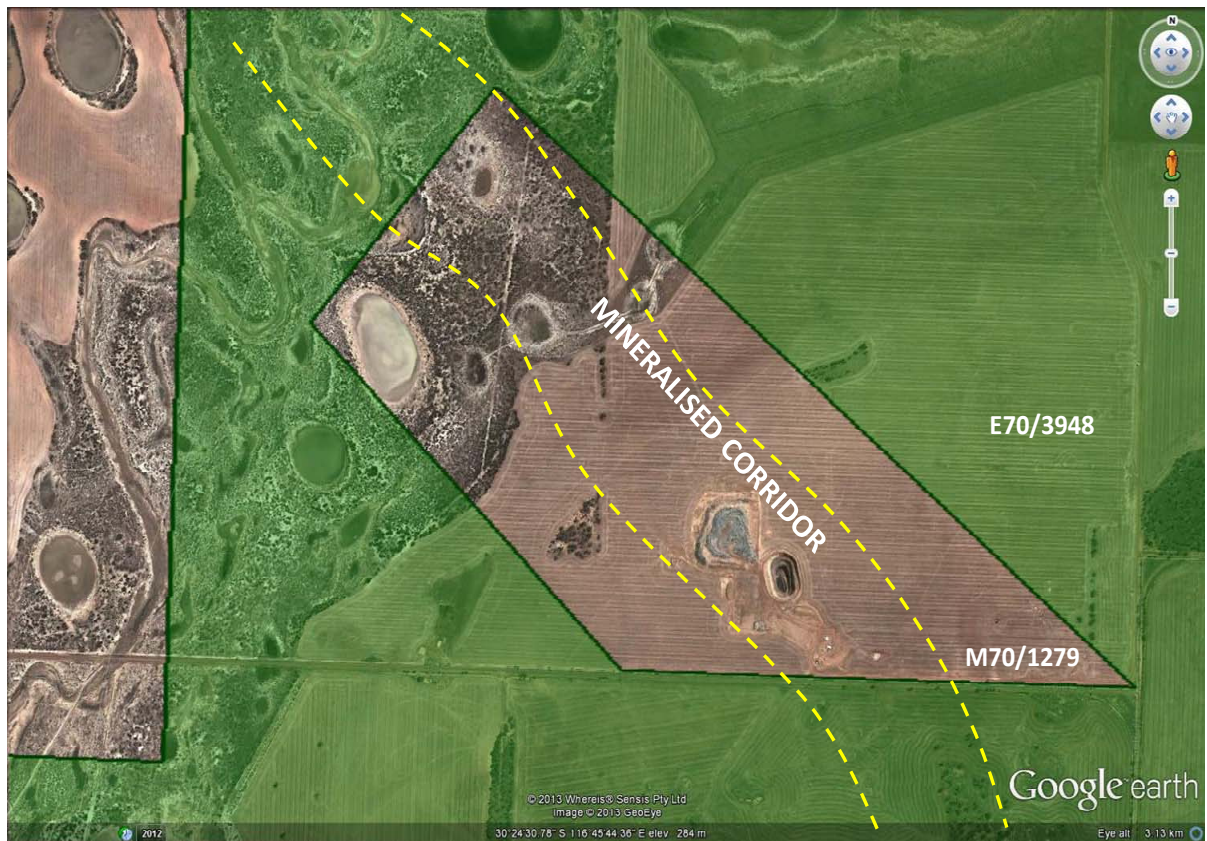 N
MINERALISED CORRIDOR
E70/3948
M70/1279
Google earth
© 2013 Whereis® Sensis Pty Ltd
Image © 2013 GeoEye
2012
30°24'30.78" S 116°45'44.36" E elev 284 m
Eye alt 3.13 km